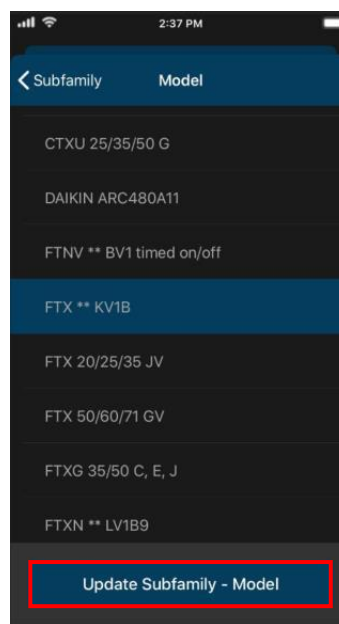 2:37 PM
Subfamily Model
CTXU 25/35/50 G
DAIKIN ARC480A11
FTNV ** BV1 timed on/off
FTX ** KV1B
FTX 20/25/35 JV
FTX 50/60/71 GV
FTXG 35/50 C, E, J
FTXN ** LV1B9
Update Subfamily - Model